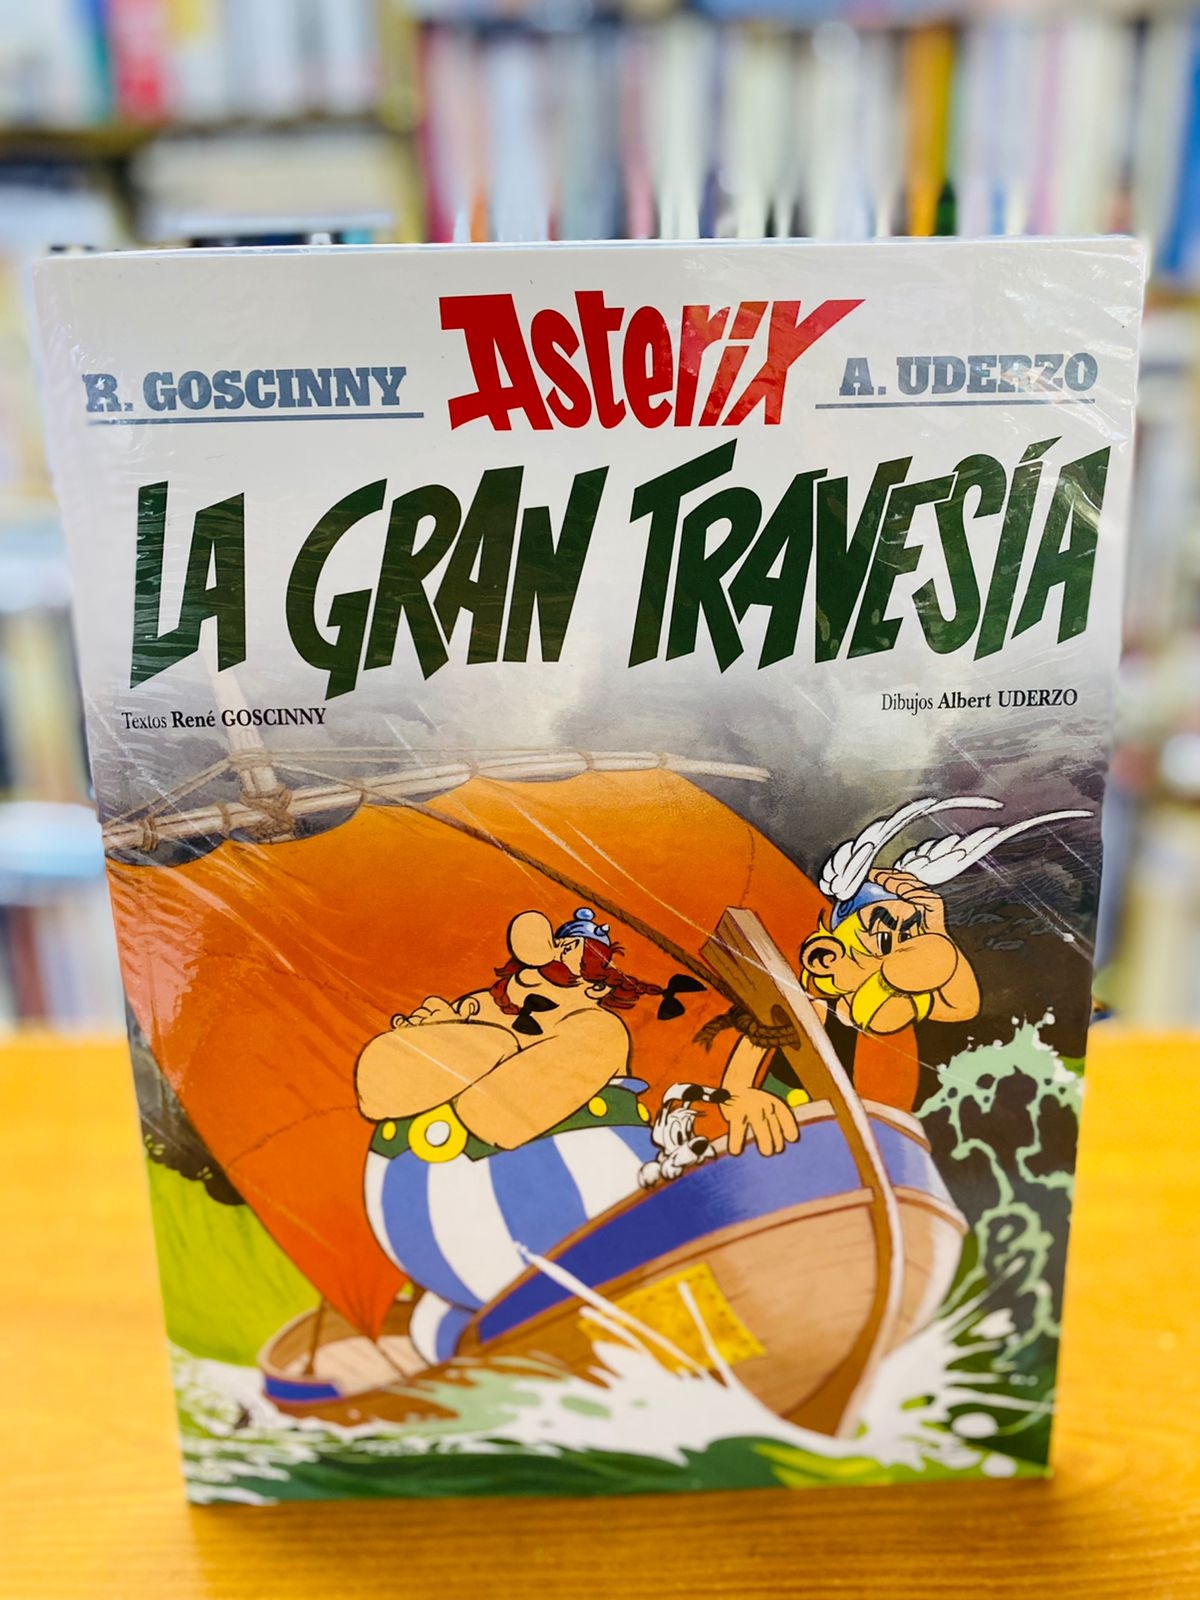 R. GOSCINNY Asterix A. UDERZO
LA GRAN TRAVESÍA
Textos René GOSCINNY
Dibujos Albert UDERZO